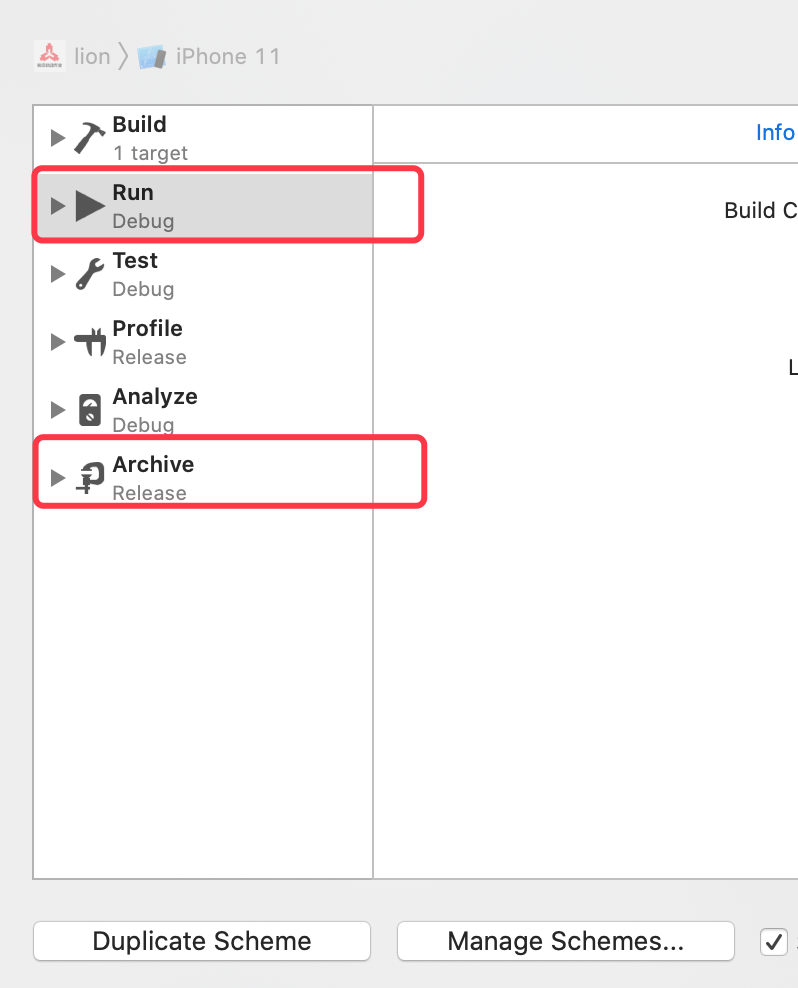 lion
iPhone 11
Build
1 target
Info
Run
Debug
Build C
Test
Debug
Profile
Release
L
Analyze
Debug
Archive
Release
Duplicate Scheme
Manage Schemes...